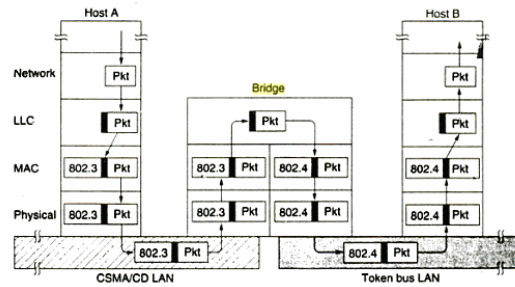 Host A
Host B
Network
Pkt
Pkt
Bridge
LLC
Pkt
Pkt
Pkt
MAC
802.3 Pkt
802.3 Pkt
802.4 Pkt
802.4 Pkt
Physical
802.3 Pkt
802.3 Pkt
802.4 Pkt
802.4 Pkt
802.3 Pkt
802.4 Pkt
CSMA/CD LAN
Token bus LAN